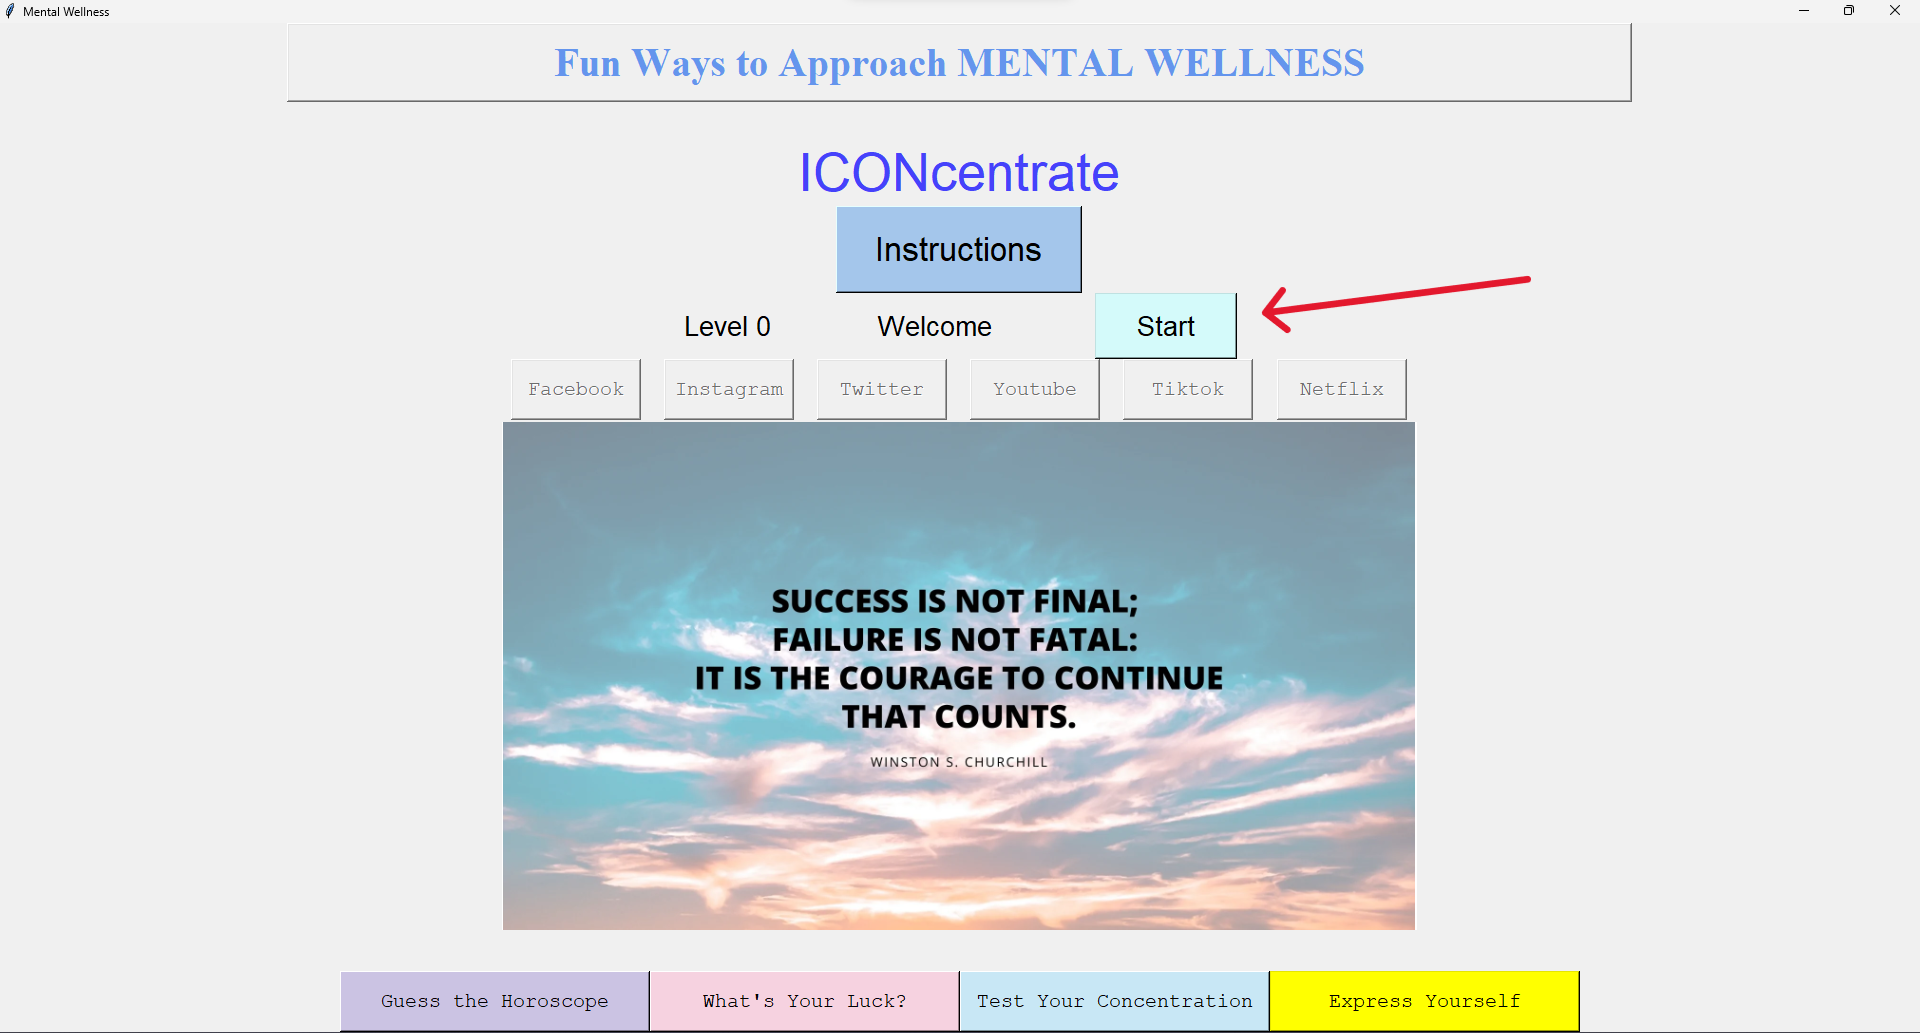 Mental Wellness
Fun Ways to Approach MENTAL WELLNESS
ICONcentrate
Instructions
Level 0 Welcome Start
Facebook Instagram Twitter Youtube Tiktok Netflix
SUCCESS IS NOT FINAL;
FAILURE IS NOT FATAL:
IT IS THE COURAGE TO CONTINUE
THAT COUNTS.
WINSTON S. CHURCHILL
Guess the Horoscope What's Your Luck? Test Your Concentration Express Yourself